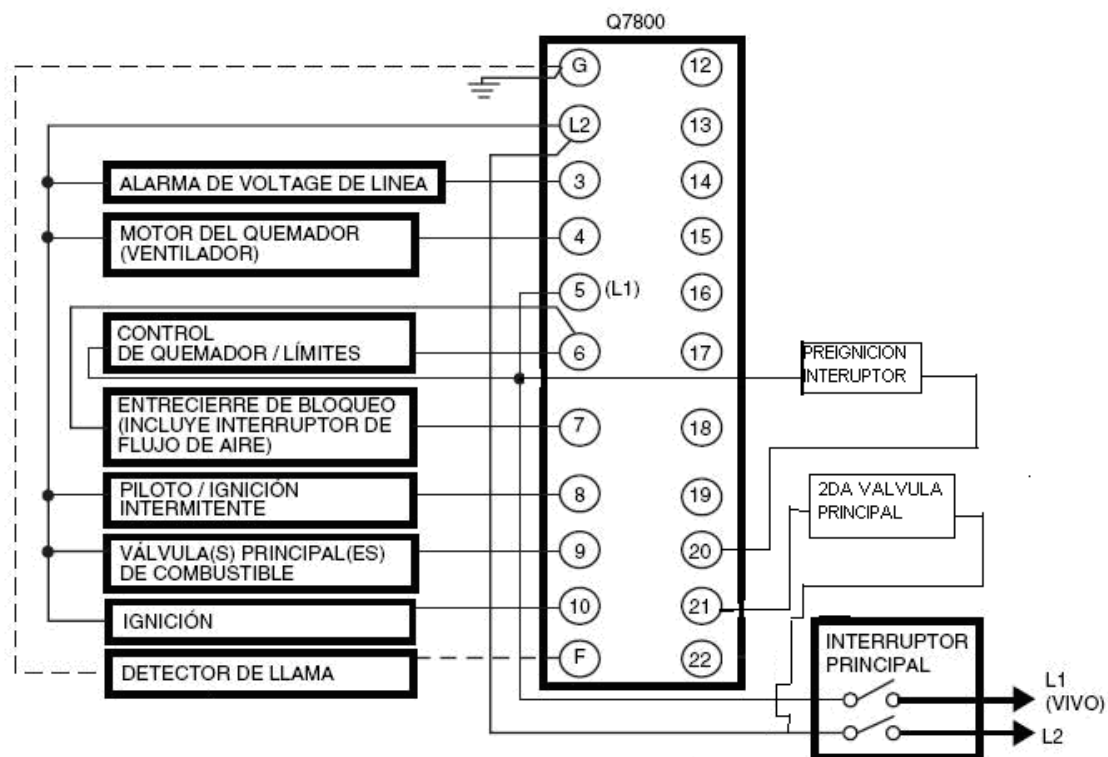 Q7800
G
12
L2
13
ALARMA DE VOLTAGE DE LINEA
3
14
MOTOR DEL QUEMADOR
(VENTILADOR)
4
15
5
(L1)
16
CONTROL
DE QUEMADOR / LÍMITES
6
17
PREIGNICION
INTERUPTOR
ENTRECIERRE DE BLOQUEO
(INCLUYE INTERRUPTOR DE
FLUJO DE AIRE)
7
18
PILOTO / IGNICIÓN
INTERMITENTE
8
19
2DA VALVULA
PRINCIPAL
VÁLVULA(S) PRINCIPAL(ES)
DE COMBUSTIBLE
9
20
IGNICIÓN
10
21
DETECTOR DE LLAMA
F
22
INTERRUPTOR
PRINCIPAL
L1
(VIVO)
L2